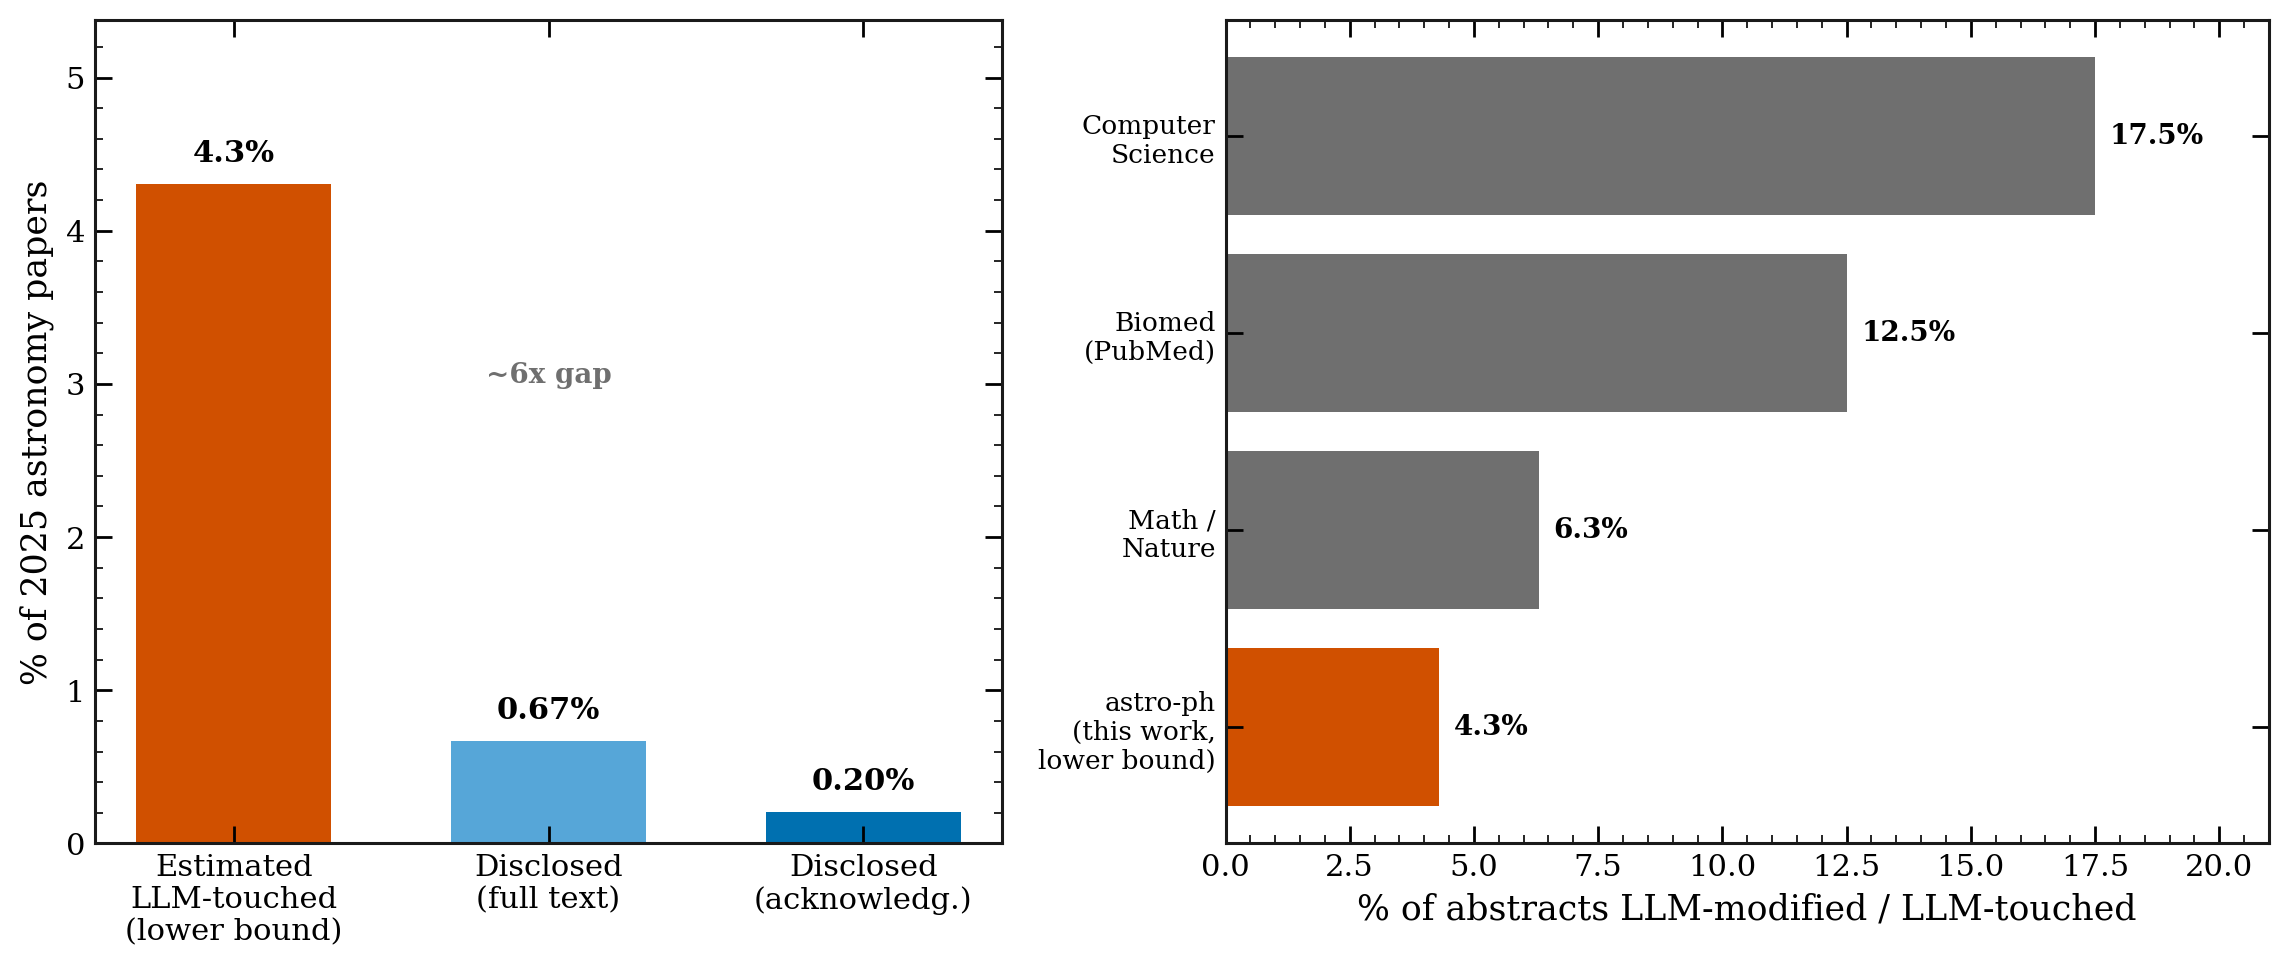 % of 2025 astronomy papers
5
4
3
2
1
0
4.3%
~6x gap
0.67%
0.20%
Estimated
LLM-touched
(lower bound)
Disclosed
(full text)
Disclosed
(acknowledg.)
Computer
Science
17.5%
Biomed
(PubMed)
12.5%
Math /
Nature
6.3%
astro-ph
(this work,
lower bound)
4.3%
0.0 2.5 5.0 7.5 10.0 12.5 15.0 17.5 20.0
% of abstracts LLM-modified / LLM-touched